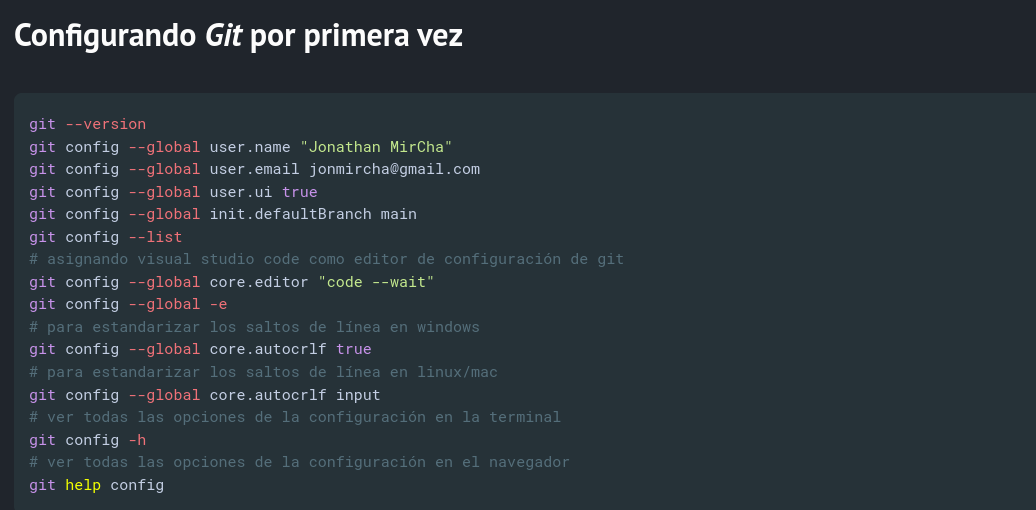 Configurando Git por primera vez
git --version
git config --global user.name "Jonathan MirCha"
git config --global user.email jonmircha@gmail.com
git config --global user.ui true
git config --global init.defaultBranch main
git config --list
# asignando visual studio code como editor de configuración de git
git config --global core.editor "code --wait"
git config --global -e
# para estandarizar los saltos de línea en windows
git config --global core.autocrlf true
# para estandarizar los saltos de línea en linux/mac
git config --global core.autocrlf input
# ver todas las opciones de la configuración en la terminal
git config -h
# ver todas las opciones de la configuración en el navegador
git help config